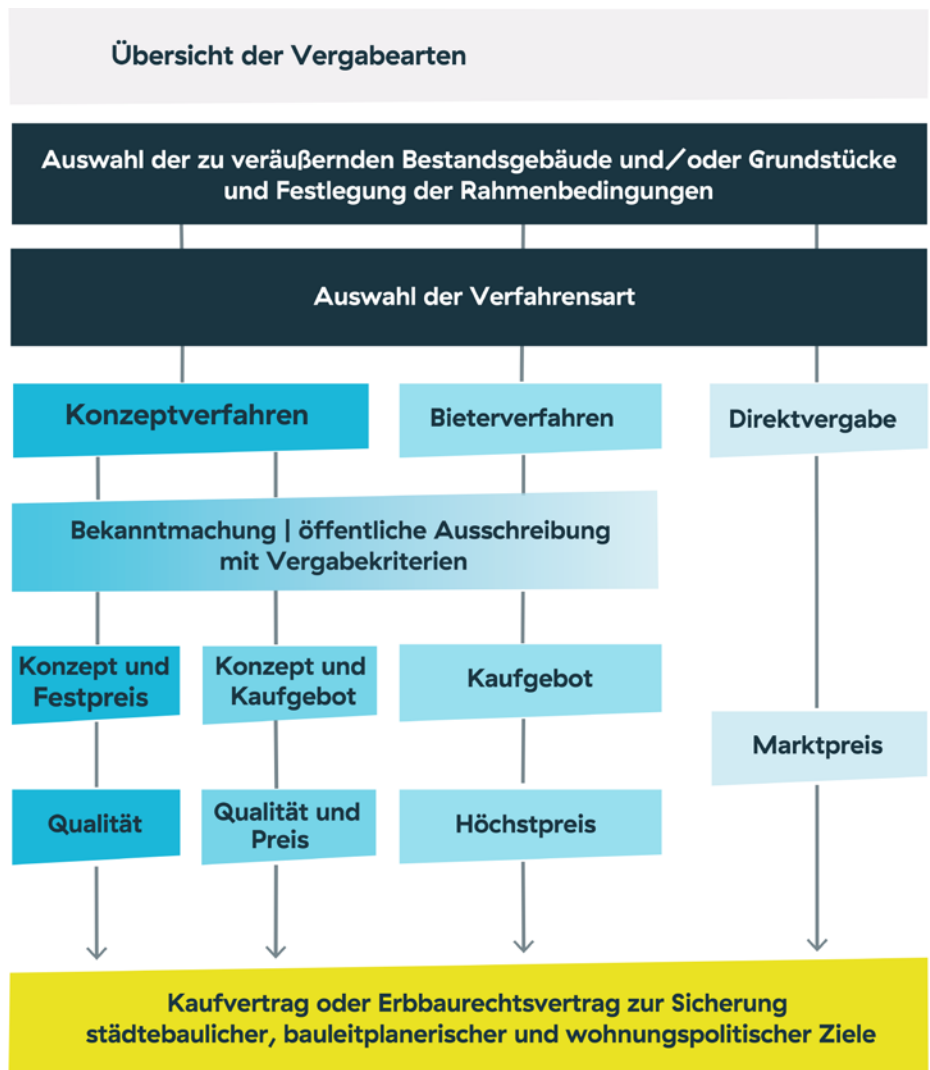 Übersicht der Vergabearten
Auswahl der zu veräußernden Bestandsgebäude und/oder Grundstücke
und Festlegung der Rahmenbedingungen
Auswahl der Verfahrensart
Konzeptverfahren
Bieterverfahren
Direktvergabe
Bekanntmachung | öffentliche Ausschreibung
mit Vergabekriterien
Konzept und
Festpreis
Konzept und
Kaufgebot
Kaufgebot
Marktpreis
Qualität
Qualität und
Preis
Höchstpreis
Kaufvertrag oder Erbbaurechtsvertrag zur Sicherung
städtebaulicher, bauleitplanerischer und wohnungspolitischer Ziele